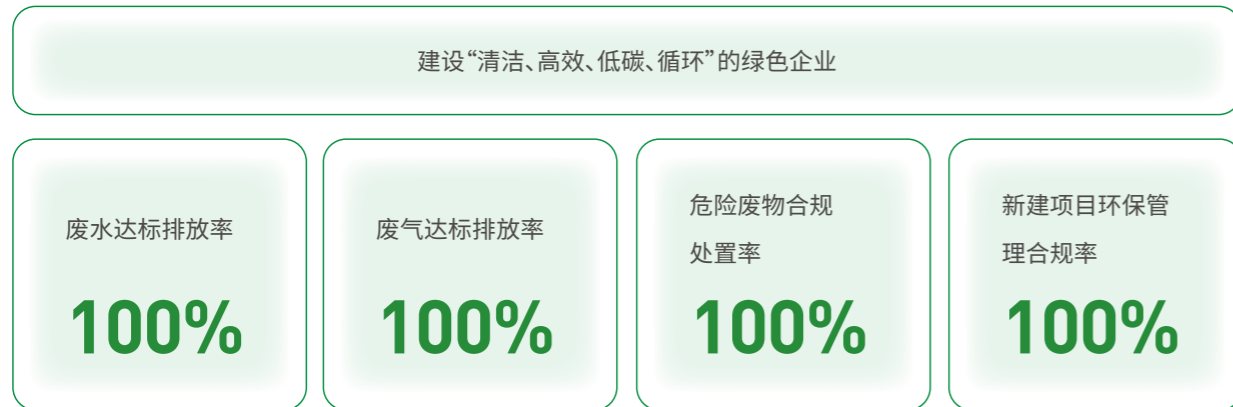 建设“清洁、高效、低碳、循环”的绿色企业
废水达标排放率
100%
废气达标排放率
100%
危险废物合规
处置率
100%
新建项目环保管
理合规率
100%